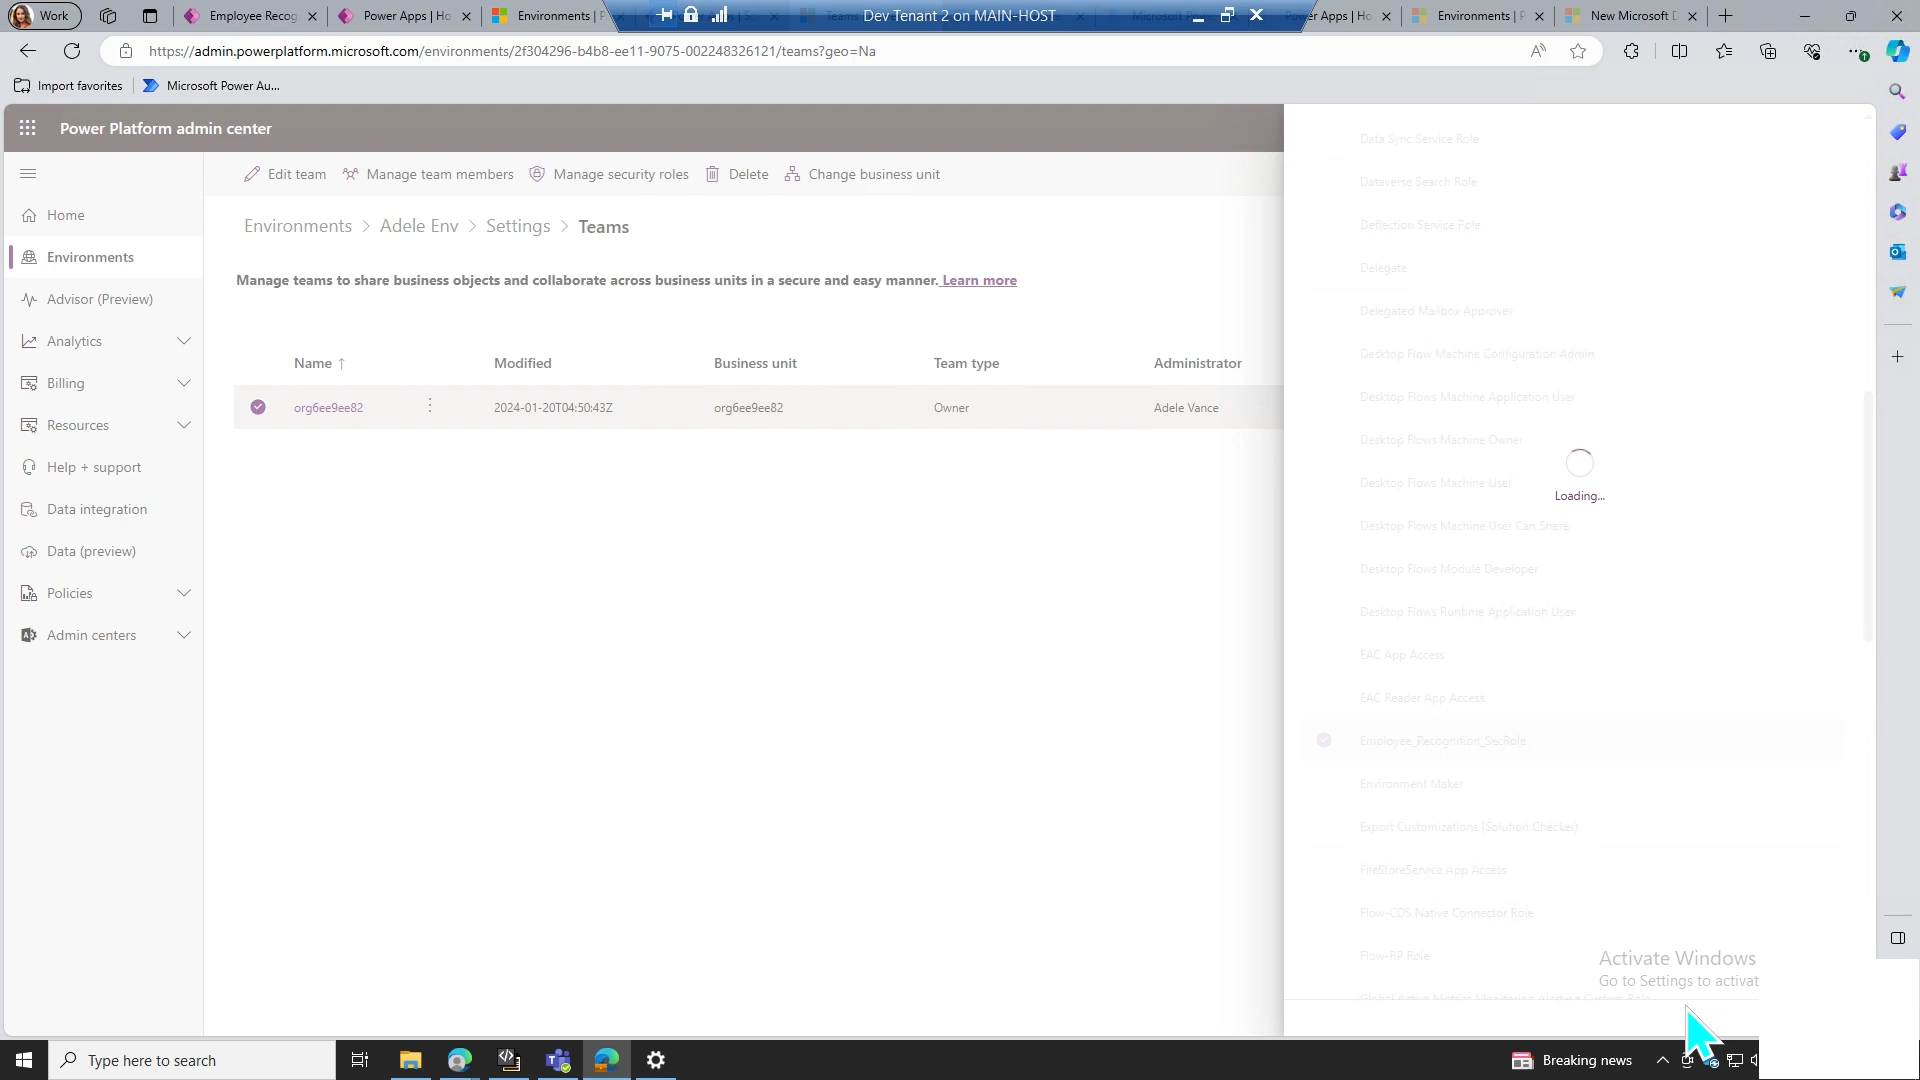 Work
Employee Recog
Power Apps | Ho
Environments | P
Dev Tenant 2 on MAIN-HOST
er Apps | Ho
Environments | P
New Microsoft D
https://admin.powerplatform.microsoft.com/environments/2f304296-b4b8-ee11-9075-002248326121/teams?geo=Na
Import favorites
Microsoft Power Au...
Power Platform admin center
Edit team
Manage team members
Manage security roles
Delete
Change business unit
Home
Environments
Advisor (Preview)
Analytics
Billing
Resources
Help + support
Data integration
Data (preview)
Policies
Admin centers
Environments > Adele Env > Settings > Teams
Manage teams to share business objects and collaborate across business units in a secure and easy manner. Learn more
Name ↑ Modified Business unit Team type Administrator
org6ee9ee82 2024-01-20T04:50:43Z org6ee9ee82 Owner Adele Vance
Data Sync Service Role
Dataverse Search Role
Deflection Service Role
Delegate
Delegated Mailbox Approver
Desktop Flow Machine Configuration Admin
Desktop Flows Machine Application User
Desktop Flows Machine Owner
Desktop Flows Machine User
Loading...
Desktop Flows Machine User Can Share
Desktop Flows Module Developer
Desktop Flows Runtime Application User
EAC App Access
EAC Reader App Access
Employee_Recognition_SecRole
Environment Maker
Export Customizations (Solution Checker)
FileStoreService App Access
Flow-CDS Native Connector Role
Flow-RP Role
Global Active Metrics Monitoring Alerting Custom Role
Activate Windows
Go to Settings to activat
Type here to search
Breaking news